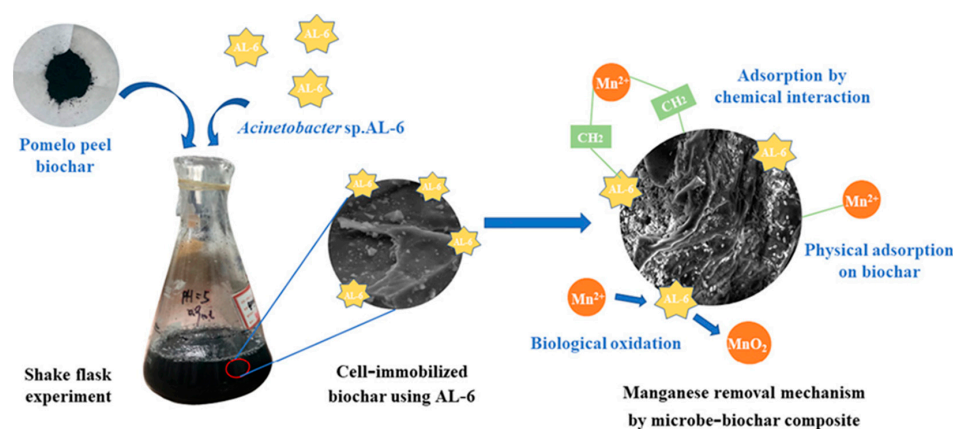 AL-6
AL-6
AL-6
Pomelo peel
biochar
Acinetobacter sp.AL-6
PH=5
Shake flask
experiment
AL-6
AL-6
AL-6
AL-6
Cell-immobilized
biochar using AL-6
Mn2+
CH2
CH2
Adsorption by
chemical interaction
AL-6
AL-6
Mn2+
Physical adsorption
on biochar
Mn2+
AL-6
Biological oxidation
MnO2
Manganese removal mechanism
by microbe-biochar composite